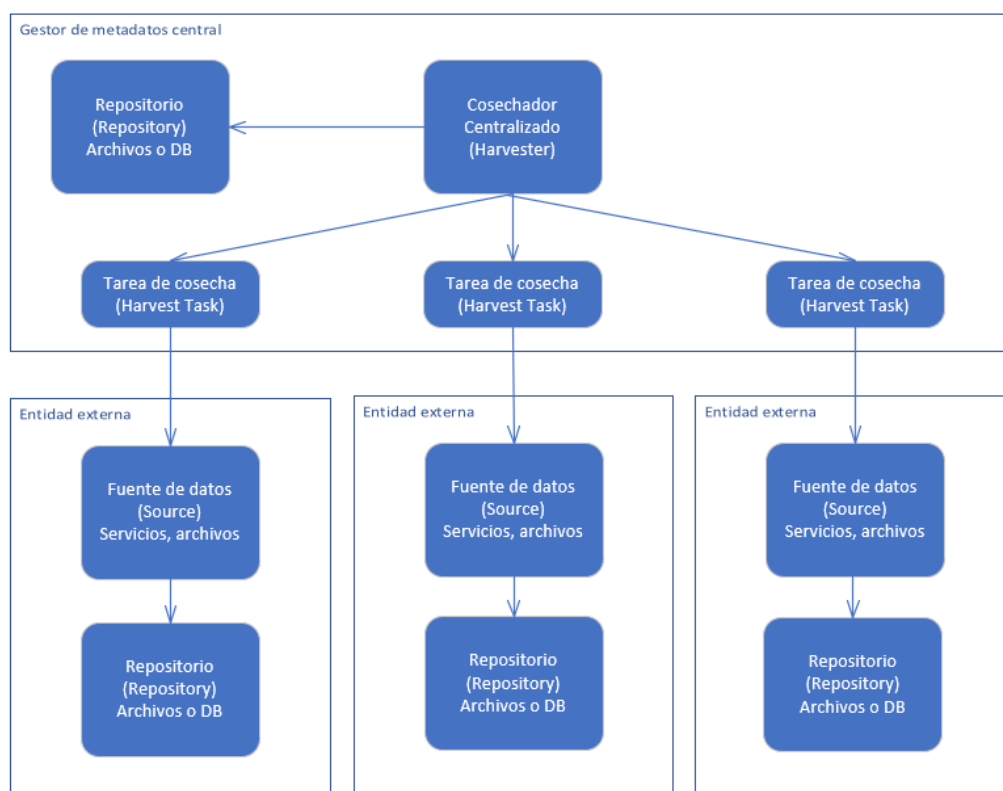 Gestor de metadatos central
Repositorio
(Repository)
Archivos o DB
Cosechador
Centralizado
(Harvester)
Tarea de cosecha
(Harvest Task)
Tarea de cosecha
(Harvest Task)
Tarea de cosecha
(Harvest Task)
Entidad externa
Fuente de datos
(Source)
Servicios, archivos
Repositorio
(Repository)
Archivos o DB
Entidad externa
Fuente de datos
(Source)
Servicios, archivos
Repositorio
(Repository)
Archivos o DB
Entidad externa
Fuente de datos
(Source)
Servicios, archivos
Repositorio
(Repository)
Archivos o DB